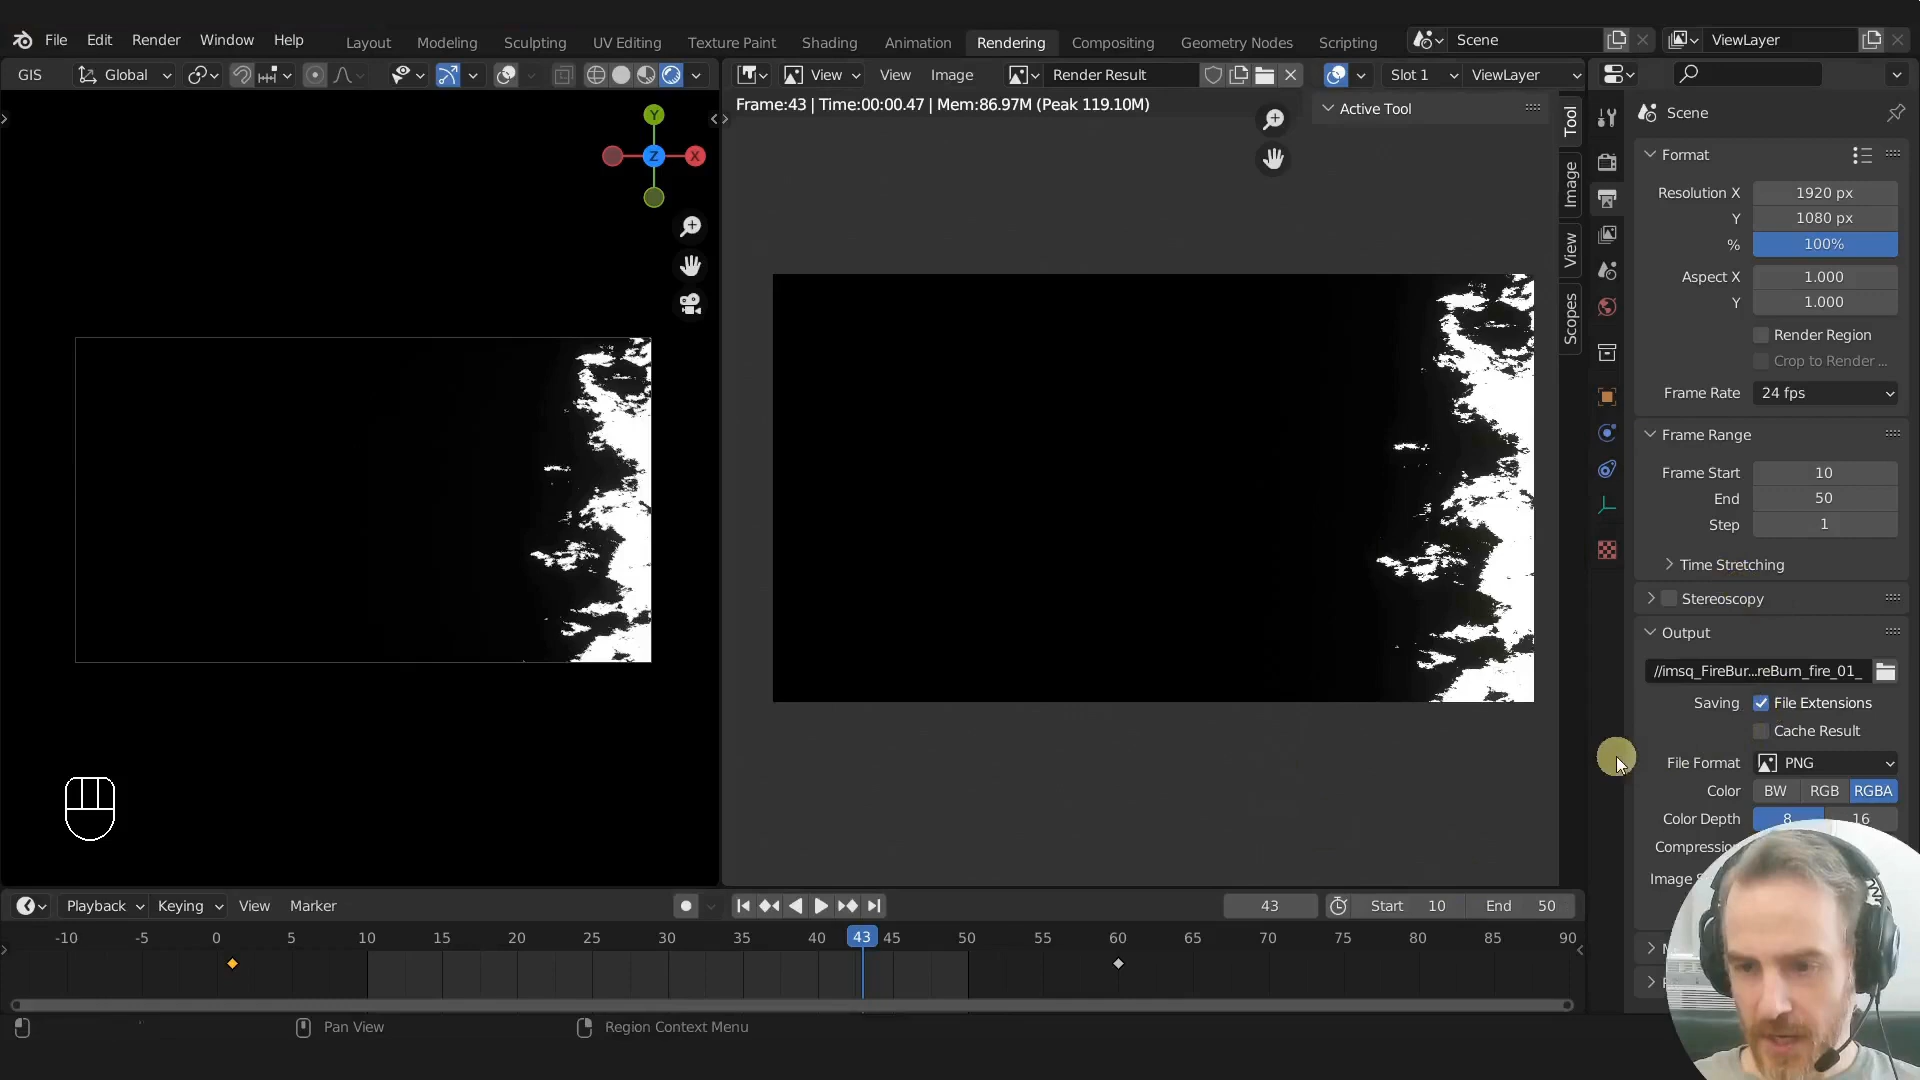 File Edit Render Window Help Layout Modeling Sculpting UV Editing Texture Paint Shading Animation Rendering Compositing Geometry Nodes Scripting Scene ViewLayer
GIS Global View View Image Render Result Slot 1 ViewLayer
Frame:43 | Time:00:00.47 | Mem:86.97M (Peak 119.10M)
Active Tool
Tool
Image
View
Scopes
Y
Z
X
Scene
Format
Resolution X 1920 px
Y 1080 px
% 100%
Aspect X 1.000
Y 1.000
Render Region
Crop to Render ...
Frame Rate 24 fps
Frame Range
Frame Start 10
End 50
Step 1
Time Stretching
Stereoscopy
Output
//imsq_FireBur...reBurn_fire_01_
Saving File Extensions
Cache Result
File Format PNG
Color BW RGB RGBA
Color Depth 8 16
Compression
Image
Playback Keying View Marker 43 Start 10 End 50
-10 -5 0 5 10 15 20 25 30 35 40 43 45 50 55 60 65 70 75 80 85 90
Pan View Region Context Menu